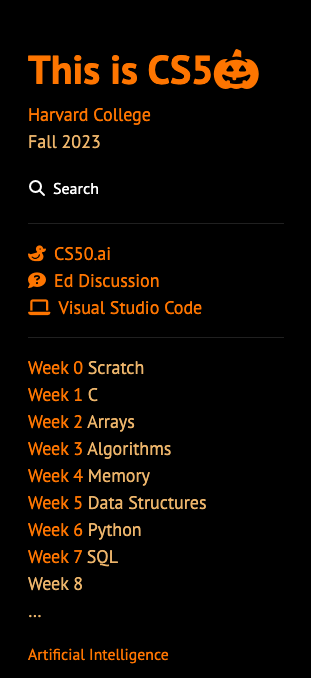 This is CS5🎃
Harvard College
Fall 2023
Search
CS50.ai
Ed Discussion
Visual Studio Code
Week 0 Scratch
Week 1 C
Week 2 Arrays
Week 3 Algorithms
Week 4 Memory
Week 5 Data Structures
Week 6 Python
Week 7 SQL
Week 8
...
Artificial Intelligence